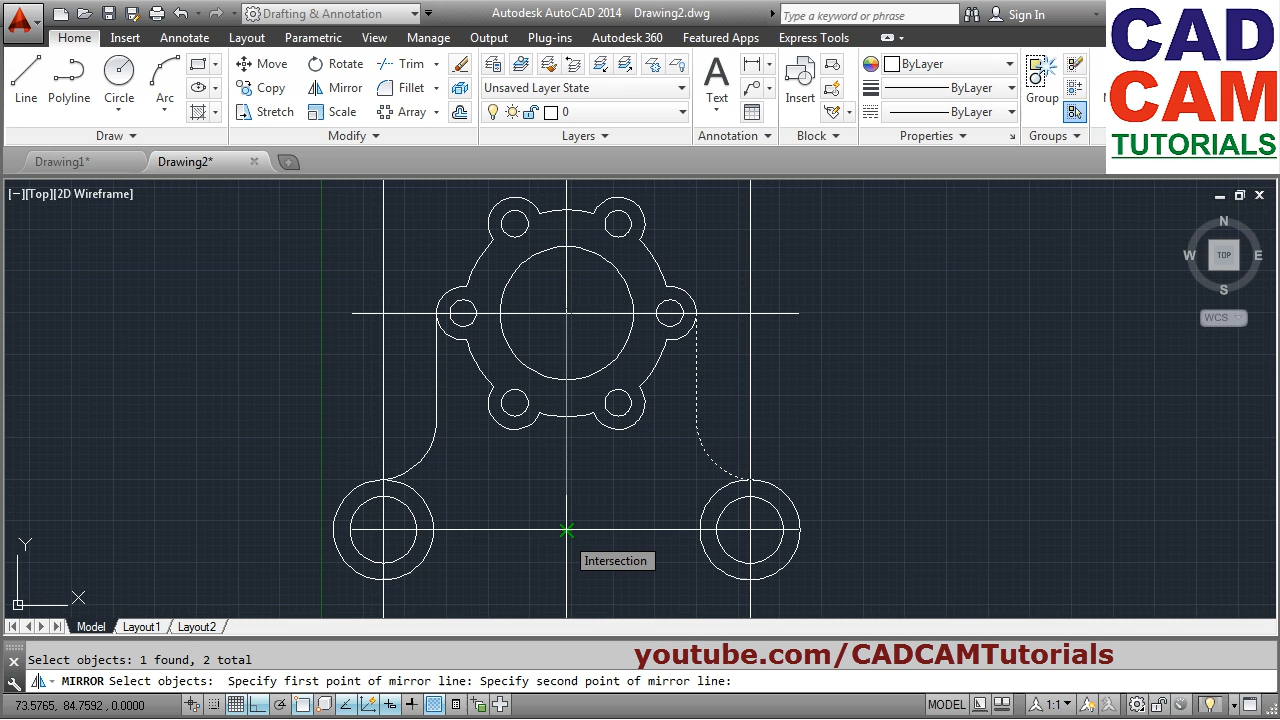 Drafting & Annotation
Autodesk AutoCAD 2014 Drawing2.dwg
Type a keyword or phrase
Sign In
Home Insert Annotate Layout Parametric View Manage Output Plug-ins Autodesk 360 Featured Apps Express Tools
Line Polyline Circle Arc
Move Rotate Trim
Copy Mirror Fillet
Stretch Scale Array
Unsaved Layer State
0
Text
Insert
ByLayer
ByLayer
ByLayer
Group
Draw Modify Layers Annotation Block Properties Groups
CAD
CAM
TUTORIALS
Drawing1* Drawing2*
[−][Top][2D Wireframe]
N
W TOP E
S
WCS
Intersection
Y
X
Model Layout1 Layout2
Select objects: 1 found, 2 total
youtube.com/CADCAMTutorials
MIRROR Select objects: Specify first point of mirror line: Specify second point of mirror line:
73.5765, 84.7592, 0.0000
MODEL
1:1